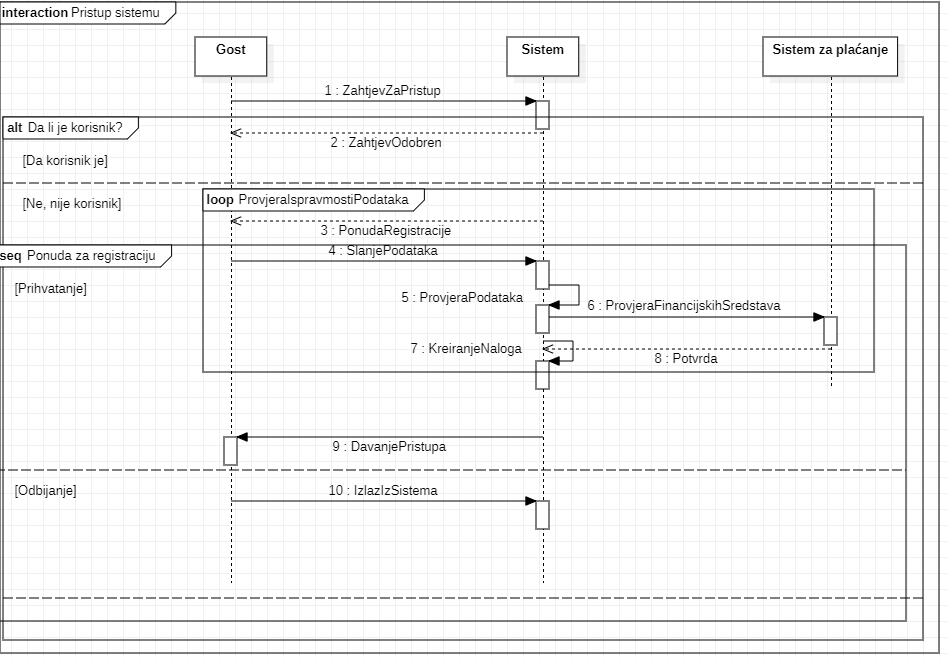 interaction Pristup sistemu
Gost
Sistem
Sistem za plaćanje
1 : ZahtjevZaPristup
alt Da li je korisnik?
2 : ZahtjevOdobren
[Da korisnik je]
[Ne, nije korisnik]
loop ProvjeraIspravmostiPodataka
3 : PonudaRegistracije
4 : SlanjePodataka
seq Ponuda za registraciju
[Prihvatanje]
5 : ProvjeraPodataka
6 : ProvjeraFinancijskihSredstava
7 : KreiranjeNaloga
8 : Potvrda
9 : DavanjePristupa
[Odbijanje]
10 : IzlazIzSistema